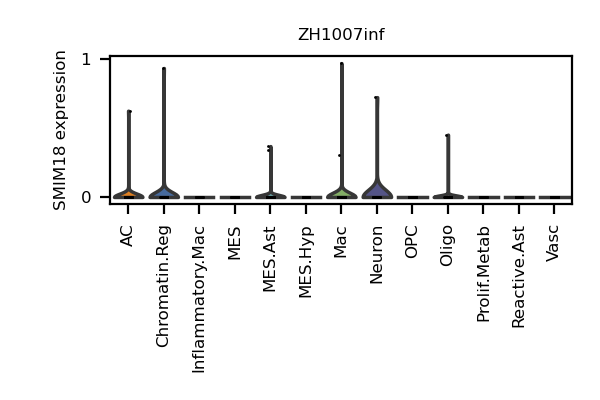 ZH1007inf
SMIM18 expression
1
0
AC
Chromatin.Reg
Inflammatory.Mac
MES
MES.Ast
MES.Hyp
Mac
Neuron
OPC
Oligo
Prolif.Metab
Reactive.Ast
Vasc